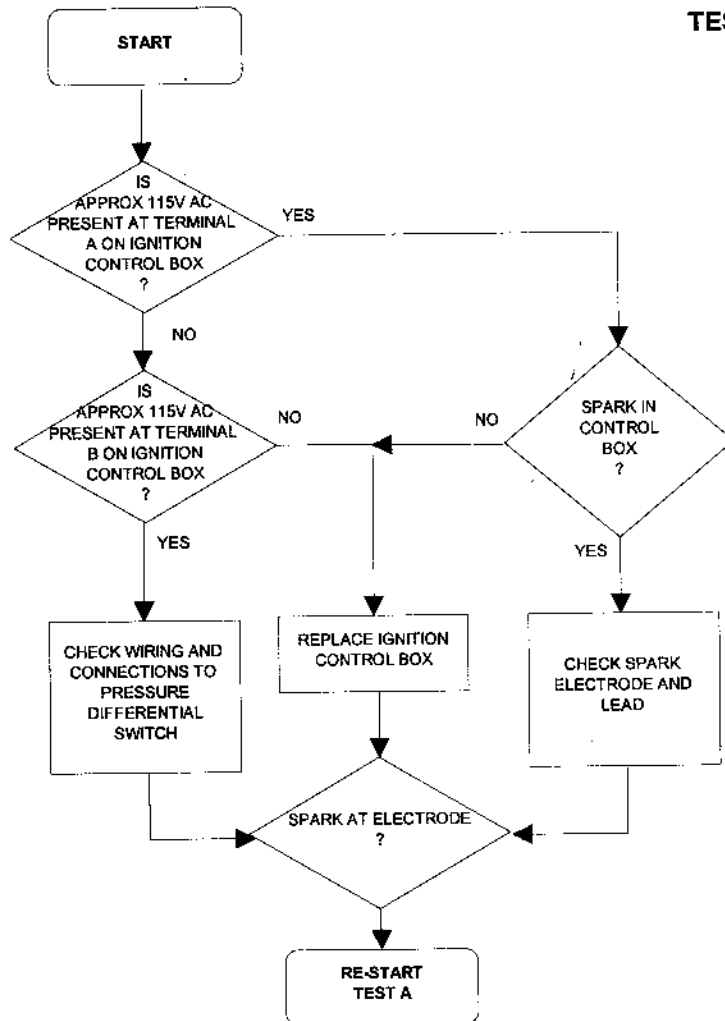 TES
START
IS
APPROX 115V AC
PRESENT AT TERMINAL
A ON IGNITION
CONTROL BOX
?
YES
NO
IS
APPROX 115V AC
PRESENT AT TERMINAL
B ON IGNITION
CONTROL BOX
?
NO
NO
SPARK IN
CONTROL
BOX
?
YES
YES
CHECK WIRING AND
CONNECTIONS TO
PRESSURE
DIFFERENTIAL
SWITCH
REPLACE IGNITION
CONTROL BOX
CHECK SPARK
ELECTRODE AND
LEAD
SPARK AT ELECTRODE
?
RE-START
TEST A